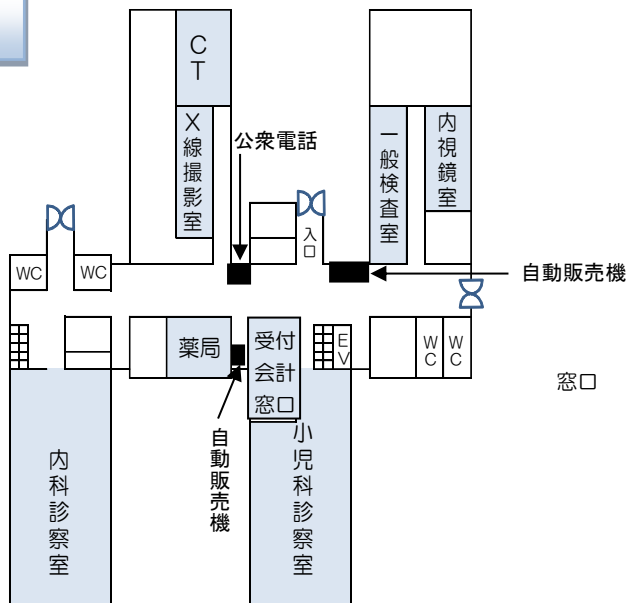 CT
X線撮影室
公衆電話
入口
一般検査室
内視鏡室
WC
WC
自動販売機
薬局
受付
会計
窓口
EV
WC
WC
窓口
自動販売機
内科診察室
小児科診察室